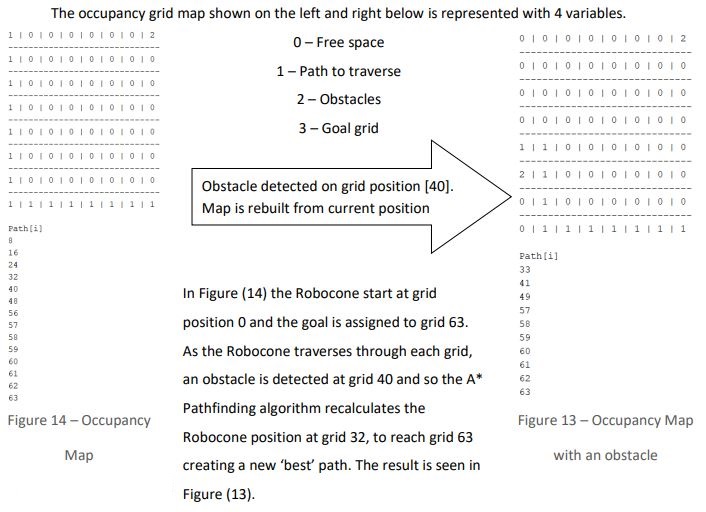 The occupancy grid map shown on the left and right below is represented with 4 variables.
1 | 0 | 0 | 0 | 0 | 0 | 0 | 2
-------------------------------
1 | 0 | 0 | 0 | 0 | 0 | 0 | 0
-------------------------------
1 | 0 | 0 | 0 | 0 | 0 | 0 | 0
-------------------------------
1 | 0 | 0 | 0 | 0 | 0 | 0 | 0
-------------------------------
1 | 0 | 0 | 0 | 0 | 0 | 0 | 0
-------------------------------
1 | 0 | 0 | 0 | 0 | 0 | 0 | 0
-------------------------------
1 | 0 | 0 | 0 | 0 | 0 | 0 | 0
-------------------------------
1 | 1 | 1 | 1 | 1 | 1 | 1 | 1
Path[i]
8
16
24
32
40
48
56
57
58
59
60
61
62
63
Figure 14 – Occupancy
Map
0 – Free space
1 – Path to traverse
2 – Obstacles
3 – Goal grid
Obstacle detected on grid position [40].
Map is rebuilt from current position
In Figure (14) the Robocone start at grid
position 0 and the goal is assigned to grid 63.
As the Robocone traverses through each grid,
an obstacle is detected at grid 40 and so the A*
Pathfinding algorithm recalculates the
Robocone position at grid 32, to reach grid 63
creating a new ‘best’ path. The result is seen in
Figure (13).
0 | 0 | 0 | 0 | 0 | 0 | 0 | 2
-------------------------------
0 | 0 | 0 | 0 | 0 | 0 | 0 | 0
-------------------------------
0 | 0 | 0 | 0 | 0 | 0 | 0 | 0
-------------------------------
0 | 0 | 0 | 0 | 0 | 0 | 0 | 0
-------------------------------
1 | 1 | 0 | 0 | 0 | 0 | 0 | 0
-------------------------------
2 | 1 | 0 | 0 | 0 | 0 | 0 | 0
-------------------------------
0 | 1 | 0 | 0 | 0 | 0 | 0 | 0
-------------------------------
0 | 1 | 1 | 1 | 1 | 1 | 1 | 1
Path[i]
33
41
49
57
58
59
60
61
62
63
Figure 13 – Occupancy Map
with an obstacle